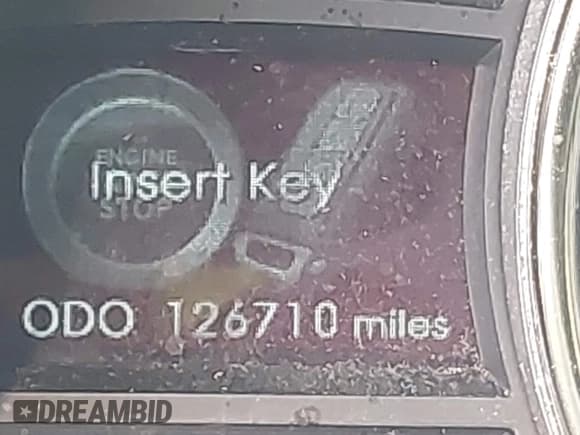 ENGINE
Insert Key
STOP
ODO 126710 miles
DREAMBID